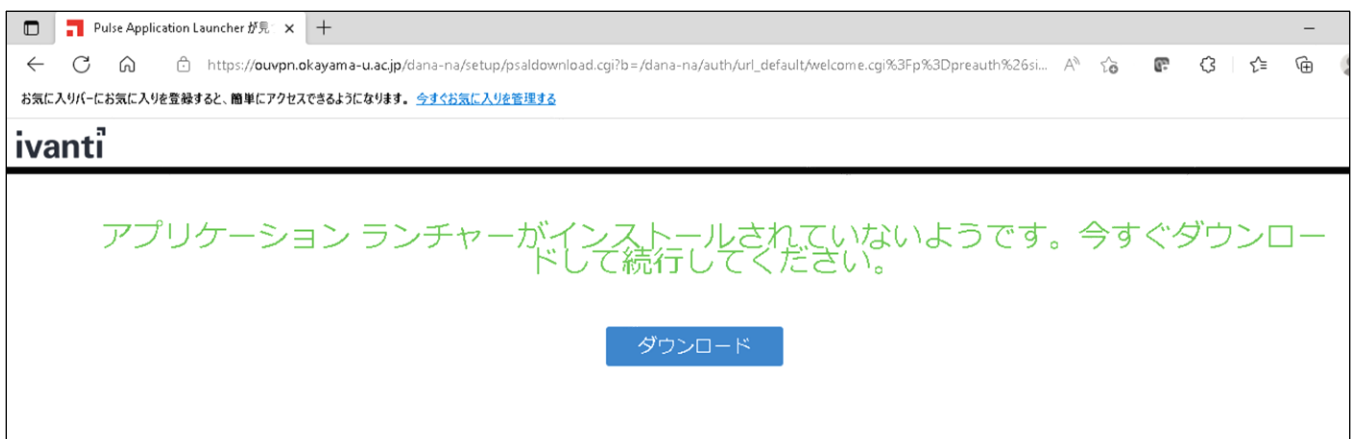 Pulse Application Launcher が見
https://ouvpn.okayama-u.ac.jp/dana-na/setup/psaldownload.cgi?b=/dana-na/auth/url_default/welcome.cgi%3Fp%3Dpreauth%26si...
お気に入りバーにお気に入りを登録すると、簡単にアクセスできるようになります。今すぐお気に入りを管理する
ivanti
アプリケーション ランチャーがインストールされていないようです。今すぐダウンロー
ドして続行してください。
ダウンロード